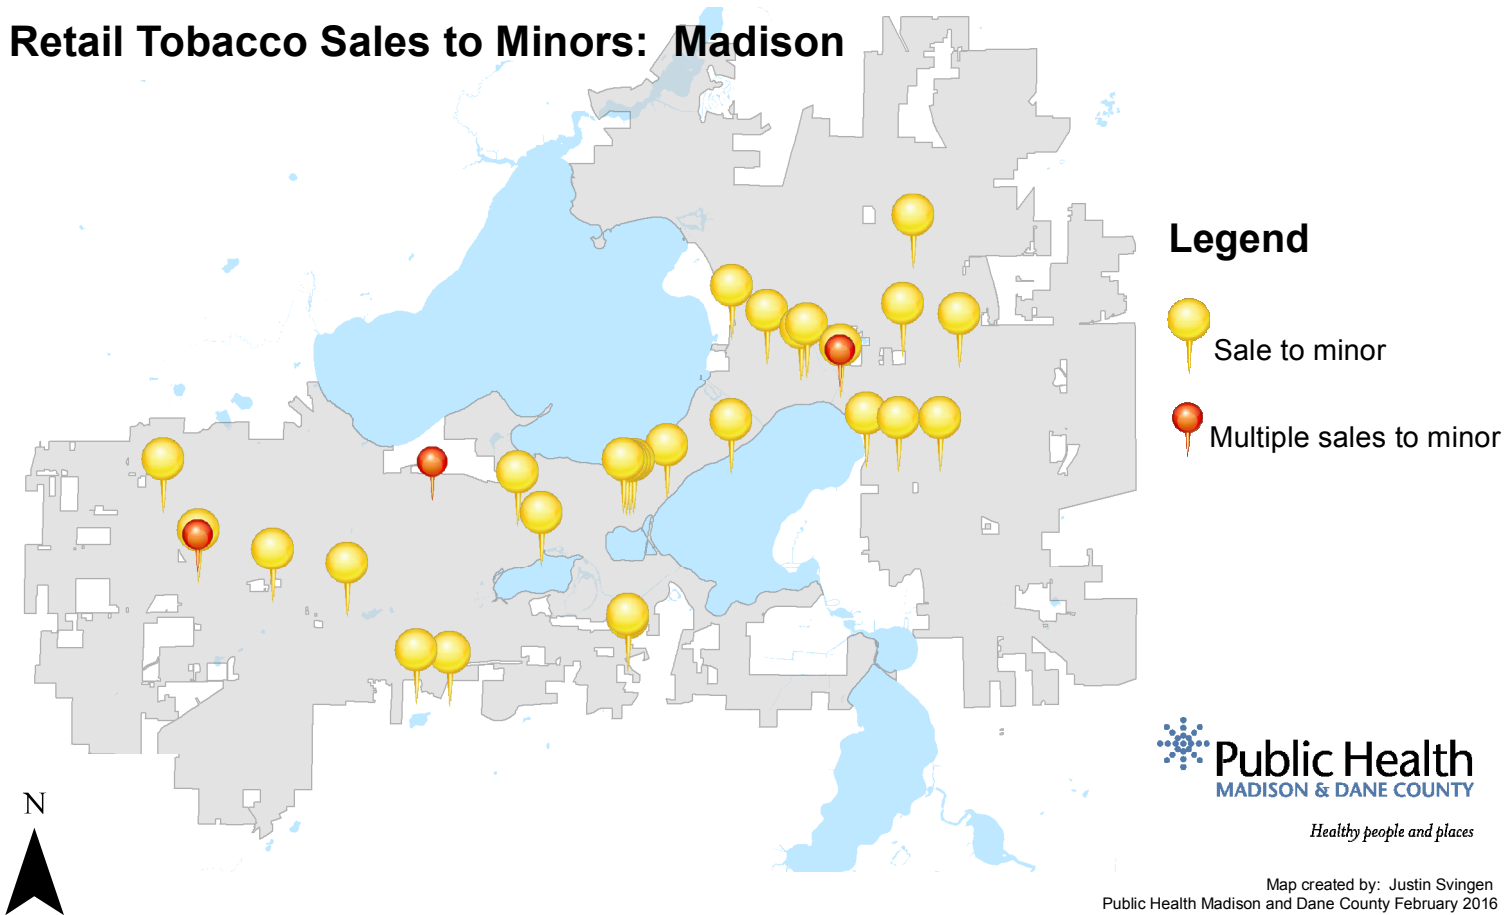 Retail Tobacco Sales to Minors:  Madison
Legend
Sale to minor
Multiple sales to minor
Public Health
MADISON & DANE COUNTY
Healthy people and places
N
Map created by:  Justin Svingen
Public Health Madison and Dane County February 2016